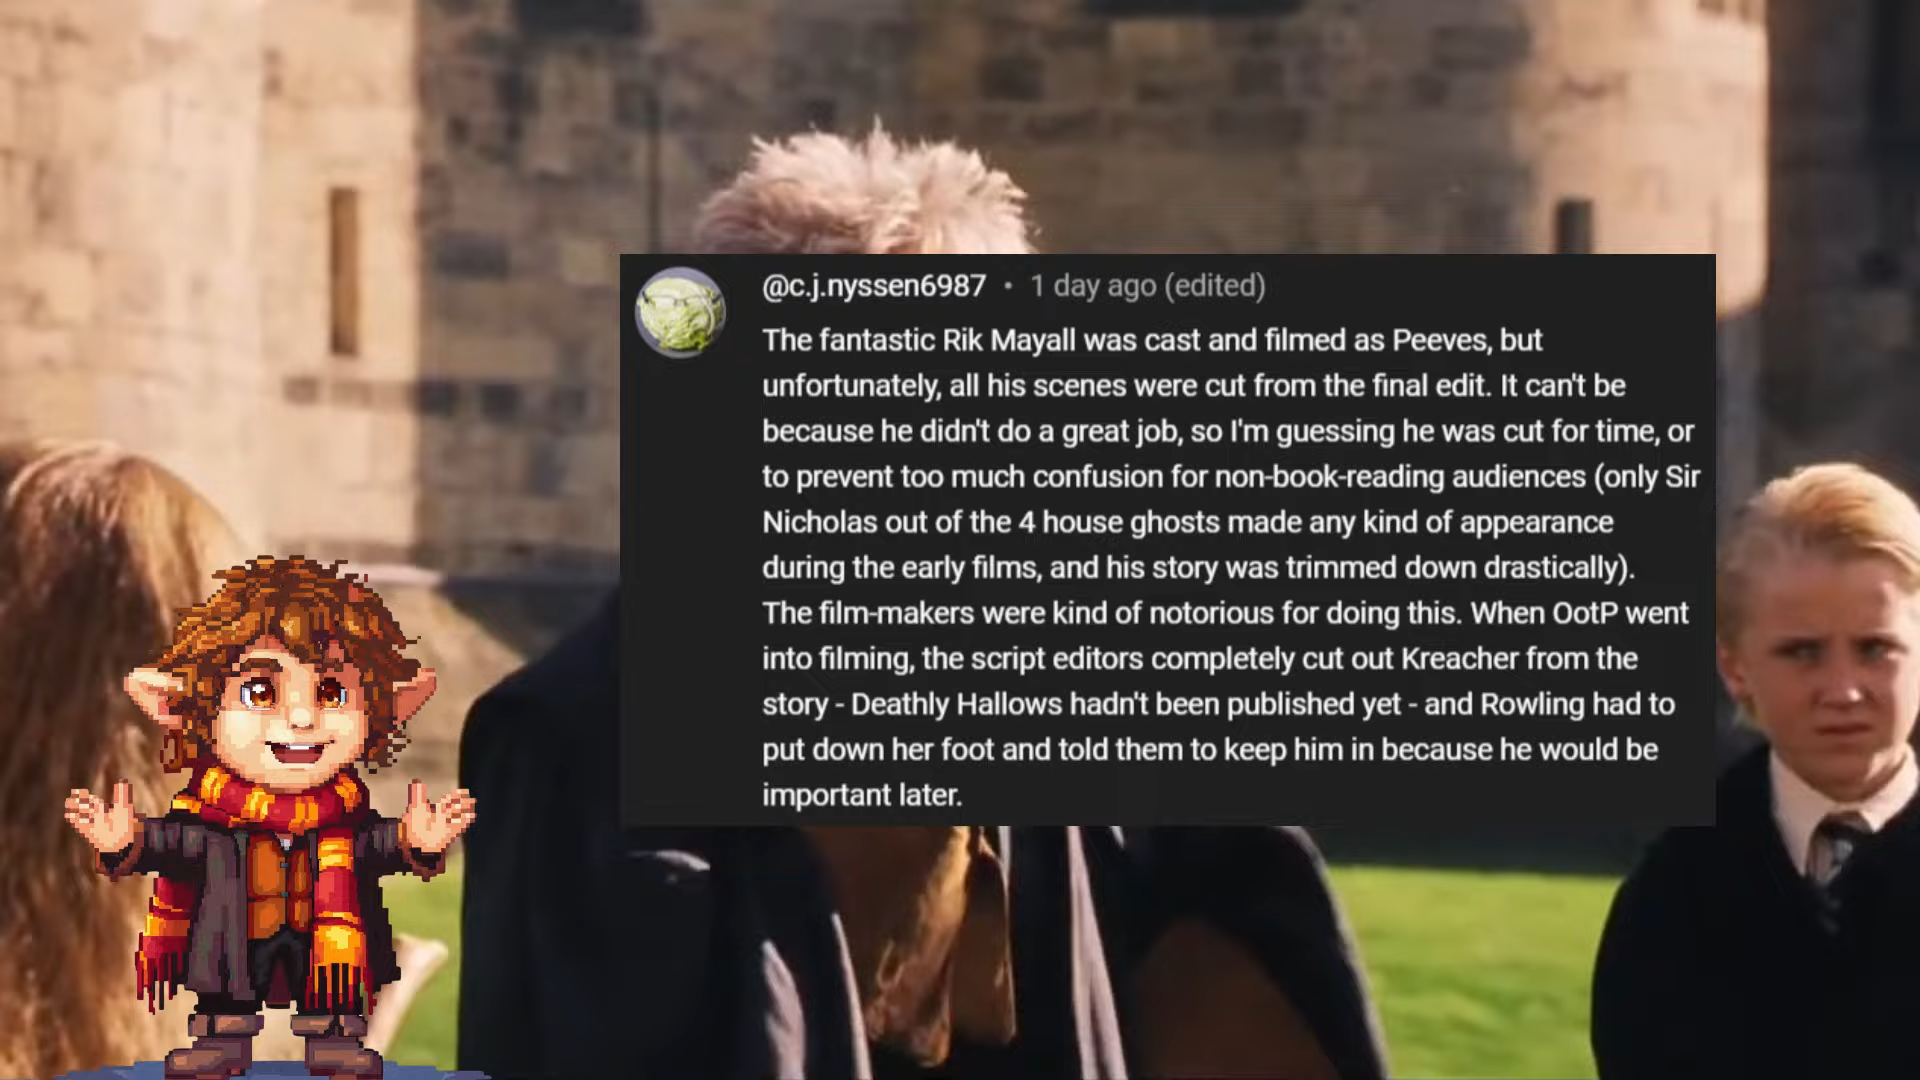 @c.j.nyssen6987 • 1 day ago (edited)
The fantastic Rik Mayall was cast and filmed as Peeves, but
unfortunately, all his scenes were cut from the final edit. It can't be
because he didn't do a great job, so I'm guessing he was cut for time, or
to prevent too much confusion for non-book-reading audiences (only Sir
Nicholas out of the 4 house ghosts made any kind of appearance
during the early films, and his story was trimmed down drastically).
The film-makers were kind of notorious for doing this. When OotP went
into filming, the script editors completely cut out Kreacher from the
story - Deathly Hallows hadn't been published yet - and Rowling had to
put down her foot and told them to keep him in because he would be
important later.